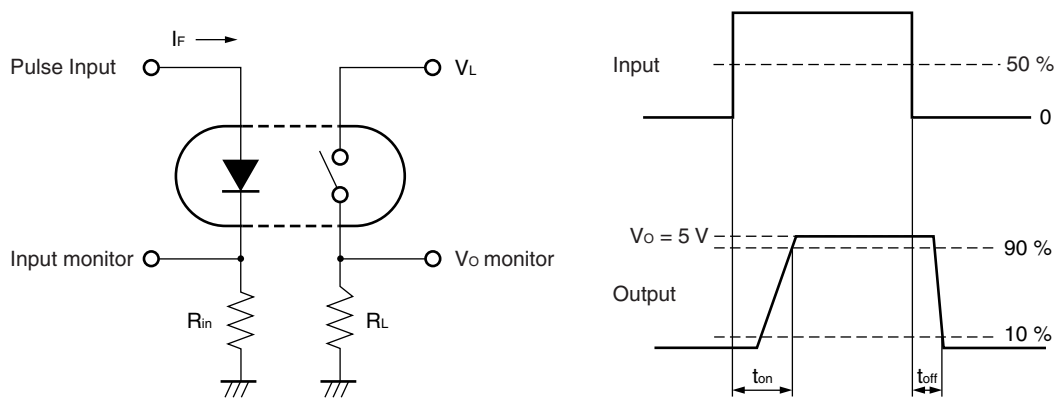 IF
Pulse Input
VL
Input monitor
VO monitor
Rin
RL
Input
50 %
0
VO = 5 V
90 %
Output
10 %
ton
toff